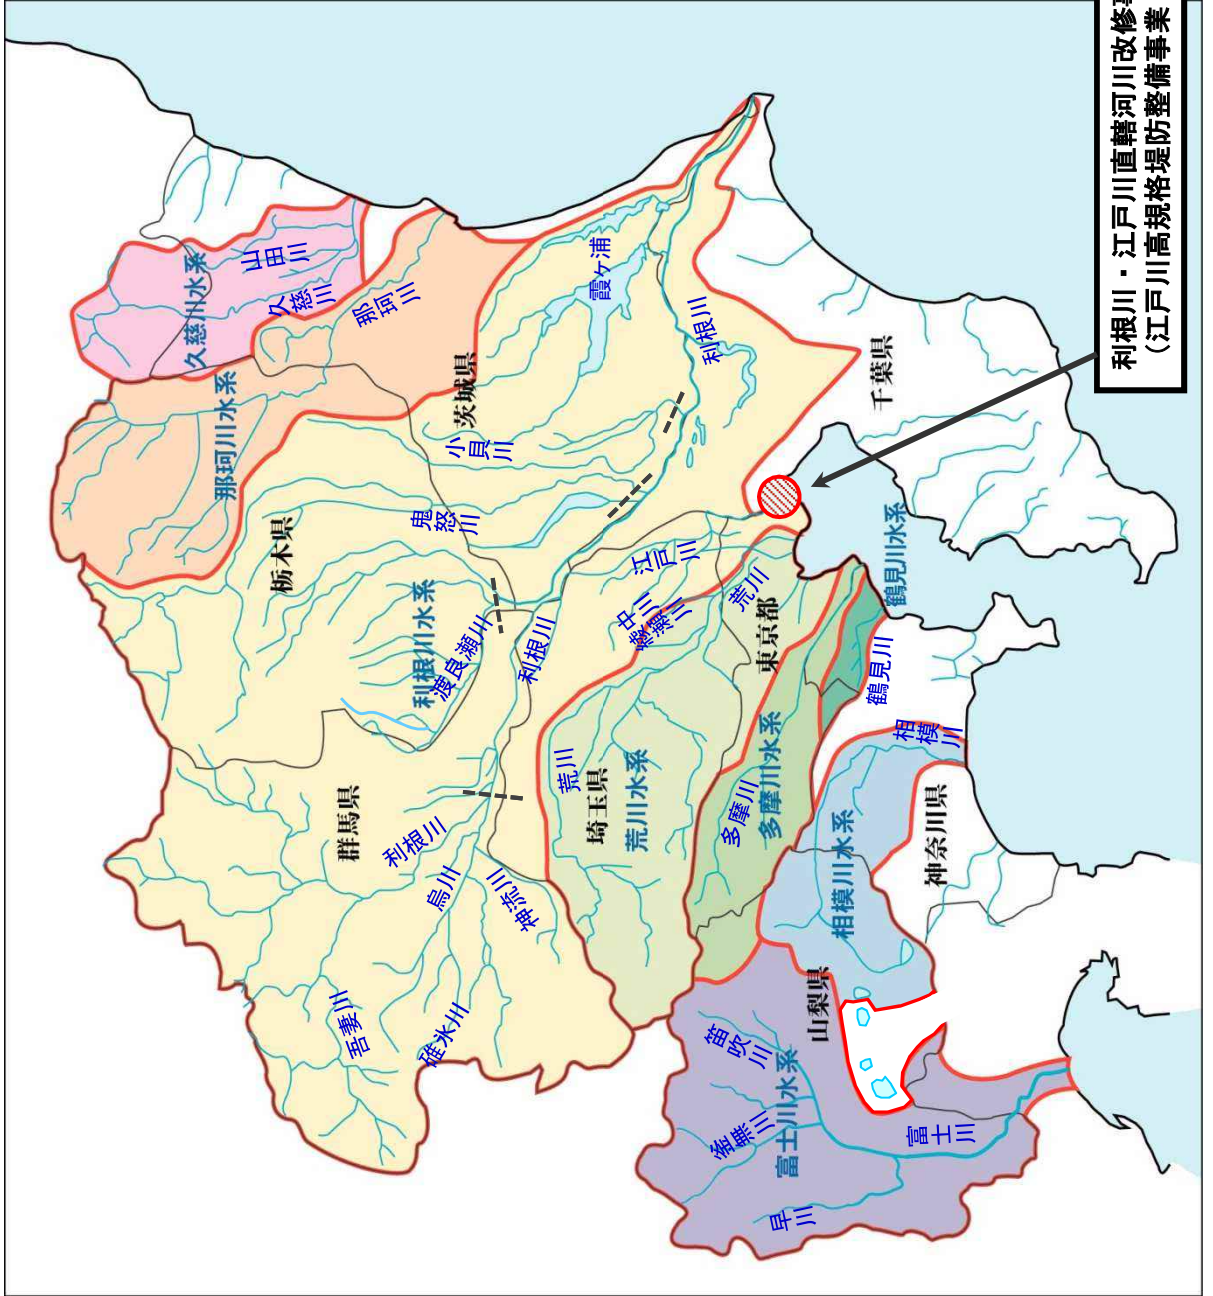 那珂川水系
久慈川水系
山田川
久慈川
栃木県
那珂川
群馬県
吾妻川
利根川
利根川水系
鬼怒川
茨城県
小貝川
碓氷川
烏川
渡良瀬川
神流川
利根川
荒川
霞ヶ浦
埼玉県
荒川水系
中川
綾瀬川
江戸川
利根川
笛吹川
釜無川
多摩川
荒川
富士川水系
多摩川水系
東京都
早川
山梨県
相模川水系
鶴見川
鶴見川水系
千葉県
富士川
神奈川県
相模川
利根川・江戸川直轄河川改修事
（江戸川高規格堤防整備事業